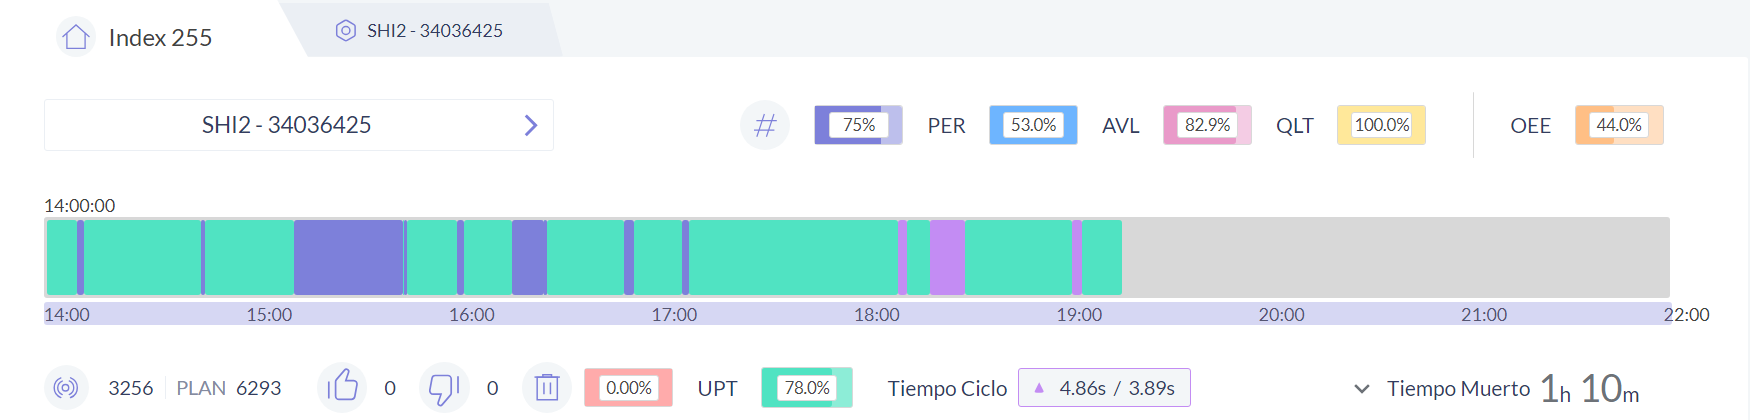 Index 255
SHI2 - 34036425
SHI2 - 34036425
75% PER 53.0% AVL 82.9% QLT 100.0% OEE 44.0%
14:00:00
14:00 15:00 16:00 17:00 18:00 19:00 20:00 21:00 22:00
3256 PLAN 6293 0 0 0.00% UPT 78.0% Tiempo Ciclo 4.86s / 3.89s Tiempo Muerto 1h 10m